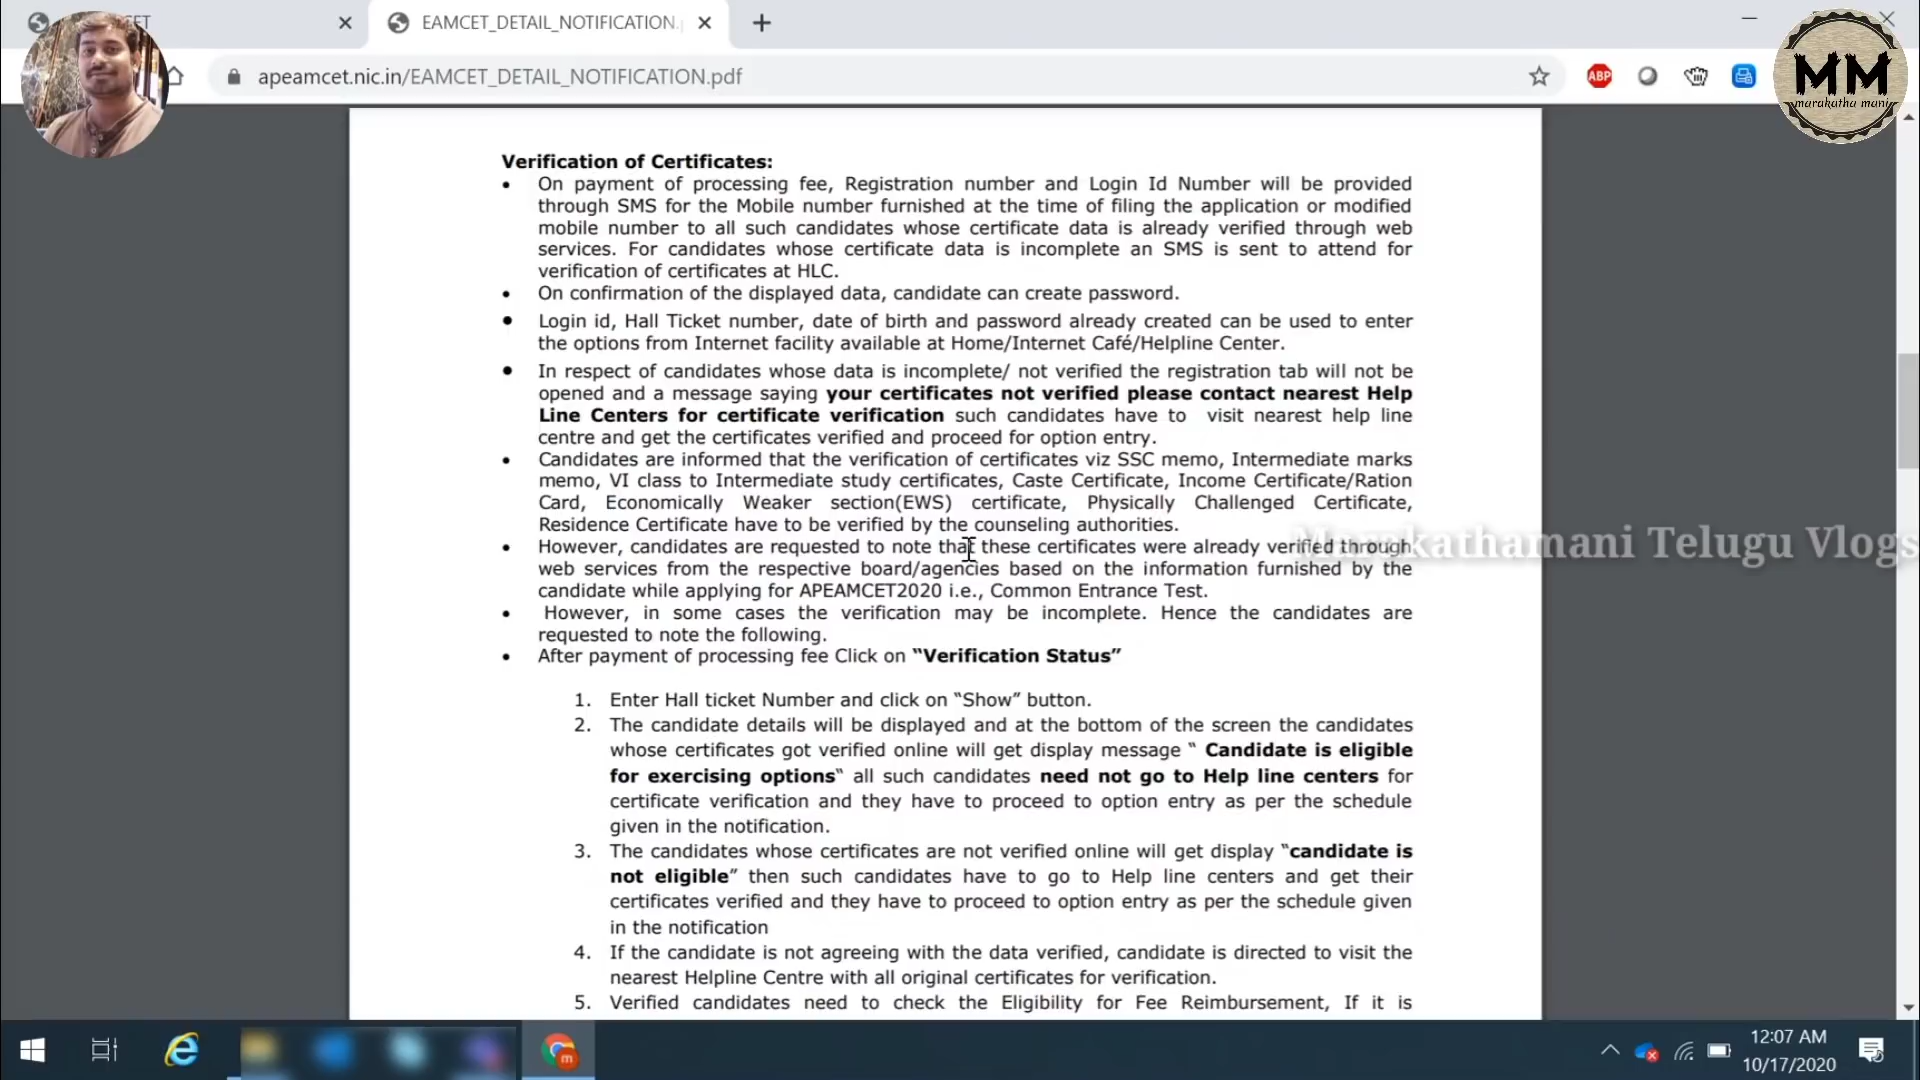 EAMCET_DETAIL_NOTIFICATION.
apeamcet.nic.in/EAMCET_DETAIL_NOTIFICATION.pdf
ABP
MM
marakatha mani
Verification of Certificates:
• On payment of processing fee, Registration number and Login Id Number will be provided
through SMS for the Mobile number furnished at the time of filing the application or modified
mobile number to all such candidates whose certificate data is already verified through web
services. For candidates whose certificate data is incomplete an SMS is sent to attend for
verification of certificates at HLC.
• On confirmation of the displayed data, candidate can create password.
• Login id, Hall Ticket number, date of birth and password already created can be used to enter
the options from Internet facility available at Home/Internet Café/Helpline Center.
• In respect of candidates whose data is incomplete/ not verified the registration tab will not be
opened and a message saying your certificates not verified please contact nearest Help
Line Centers for certificate verification such candidates have to visit nearest help line
centre and get the certificates verified and proceed for option entry.
• Candidates are informed that the verification of certificates viz SSC memo, Intermediate marks
memo, VI class to Intermediate study certificates, Caste Certificate, Income Certificate/Ration
Card, Economically Weaker section(EWS) certificate, Physically Challenged Certificate,
Residence Certificate have to be verified by the counseling authorities.
• However, candidates are requested to note that these certificates were already verified through
Marakathamani Telugu Vlogs
web services from the respective board/agencies based on the information furnished by the
candidate while applying for APEAMCET2020 i.e., Common Entrance Test.
• However, in some cases the verification may be incomplete. Hence the candidates are
requested to note the following.
• After payment of processing fee Click on “Verification Status”
1. Enter Hall ticket Number and click on “Show” button.
2. The candidate details will be displayed and at the bottom of the screen the candidates
whose certificates got verified online will get display message “ Candidate is eligible
for exercising options“ all such candidates need not go to Help line centers for
certificate verification and they have to proceed to option entry as per the schedule
given in the notification.
3. The candidates whose certificates are not verified online will get display “candidate is
not eligible” then such candidates have to go to Help line centers and get their
certificates verified and they have to proceed to option entry as per the schedule given
in the notification
4. If the candidate is not agreeing with the data verified, candidate is directed to visit the
nearest Helpline Centre with all original certificates for verification.
5. Verified candidates need to check the Eligibility for Fee Reimbursement, If it is
12:07 AM
10/17/2020